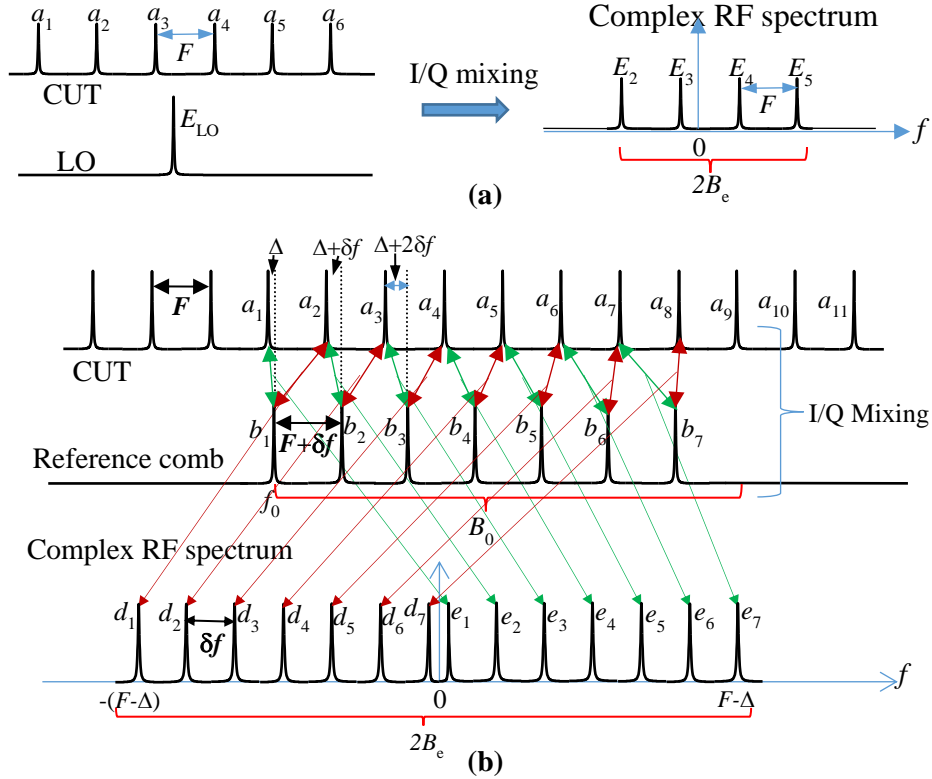 a1 a2 a3 a4 a5 a6
F
CUT
ELO
LO
I/Q mixing
Complex RF spectrum
E2 E3 E4 E5
F
f
0
2Be
(a)
Δ Δ+δf Δ+2δf
F
a1 a2 a3 a4 a5 a6 a7 a8 a9 a10 a11
CUT
I/Q Mixing
b1 b2 b3 b4 b5 b6 b7
F+δf
Reference comb
f0
B0
Complex RF spectrum
d1 d2 d3 d4 d5 d6 d7 e1 e2 e3 e4 e5 e6 e7
δf
f
-(F-Δ) 0 F-Δ
2Be
(b)